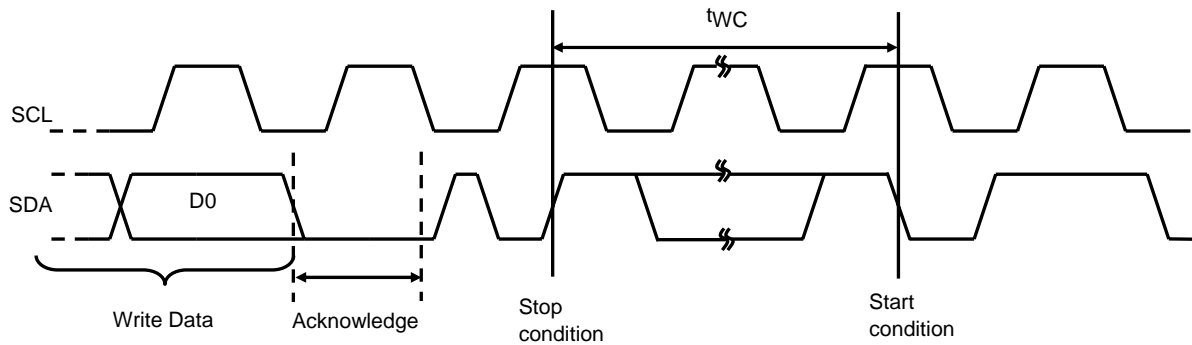 tWC
SCL
SDA
D0
Write Data
Acknowledge
Stop
condition
Start
condition